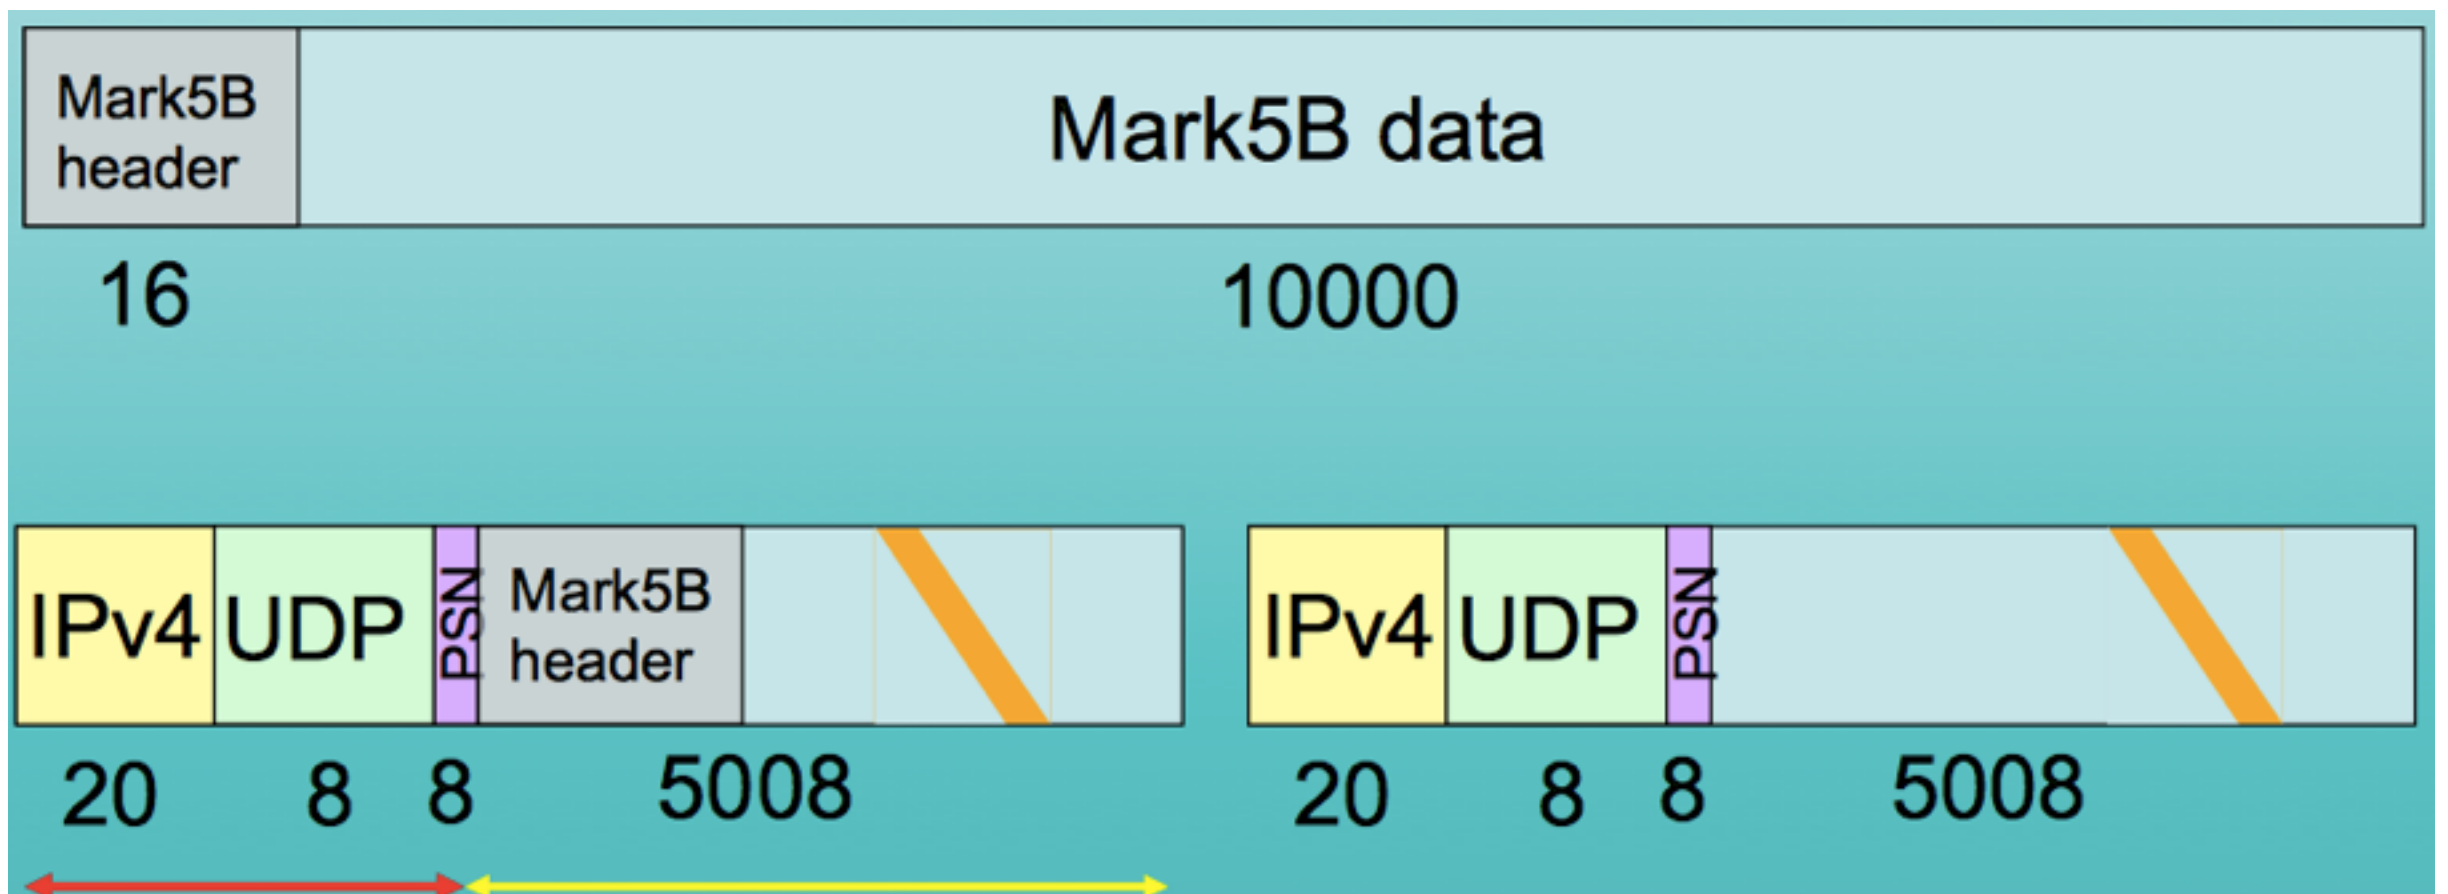 Mark5B
header
Mark5B data
16
10000
IPv4 UDP PSN Mark5B
header
IPv4 UDP PSN
20 8 8 5008
20 8 8 5008